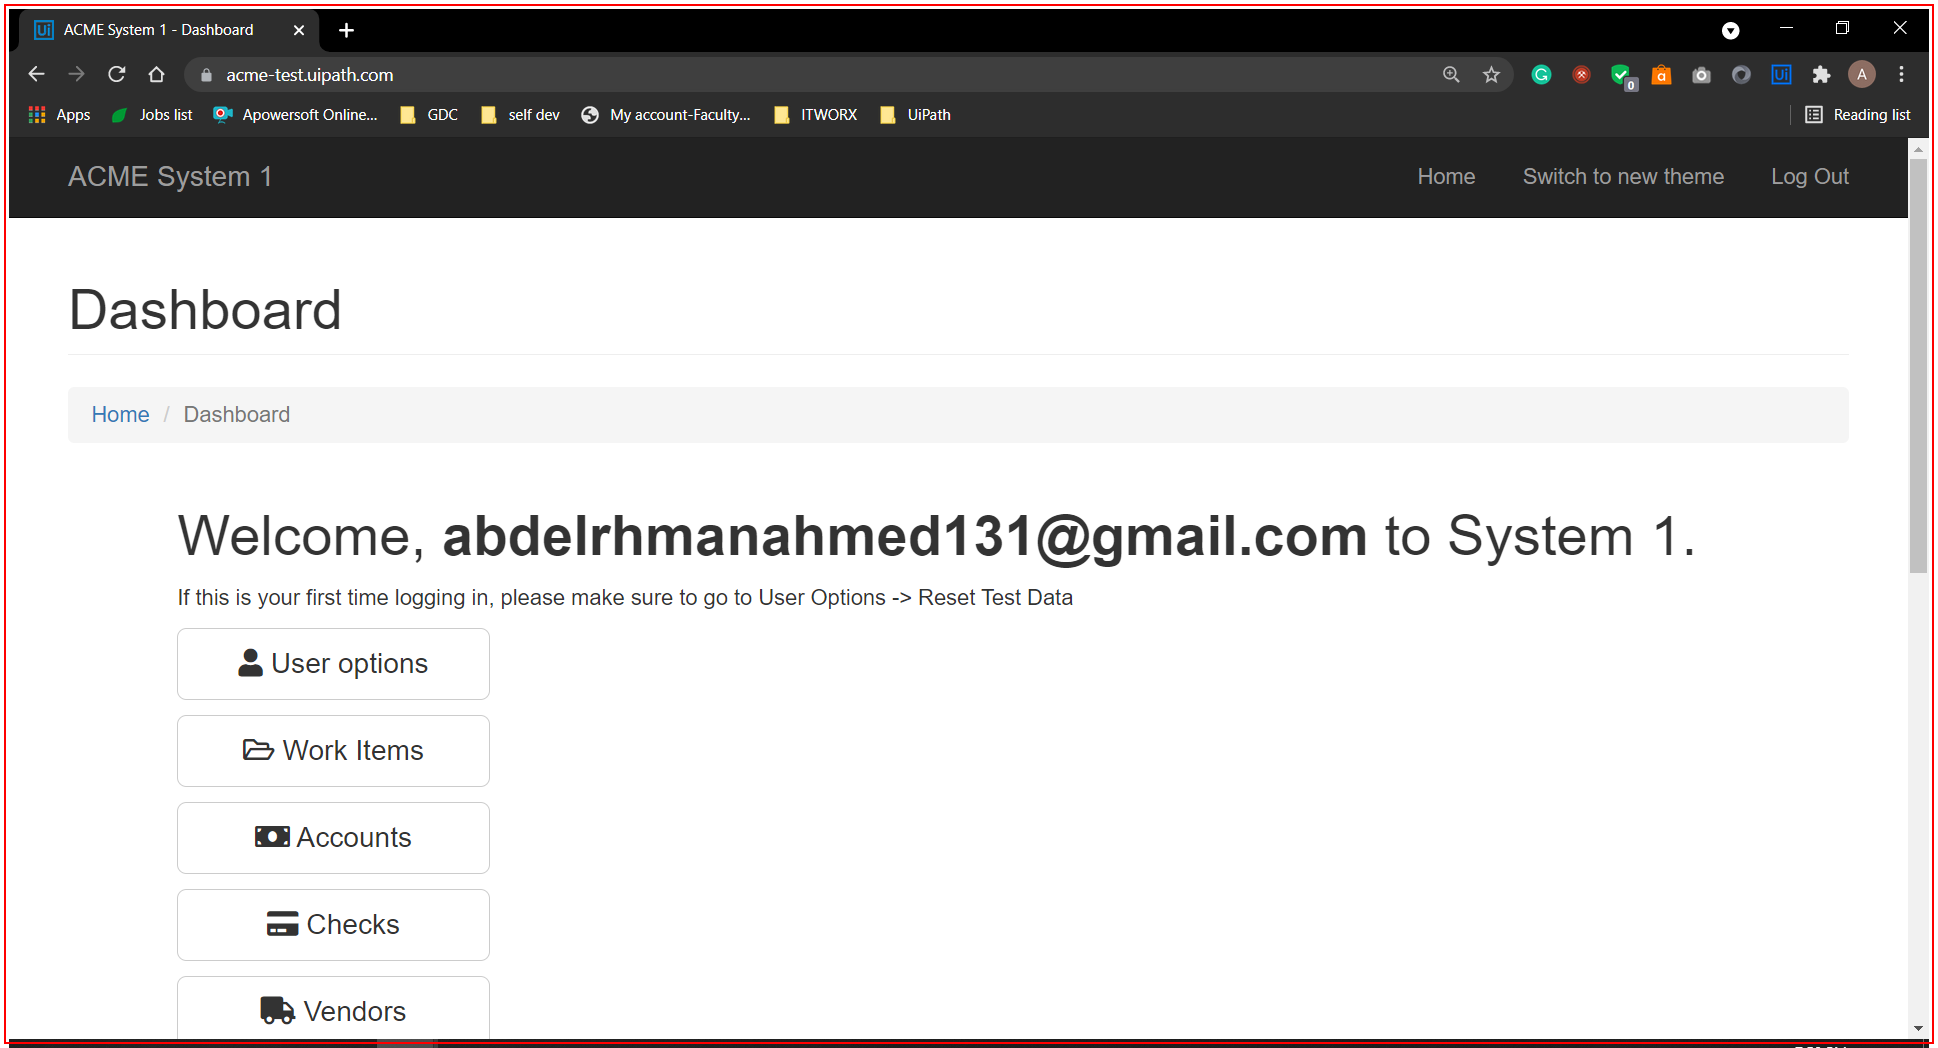 Ui ACME System 1 - Dashboard
acme-test.uipath.com
0 a Ui A
Apps Jobs list Apowersoft Online... GDC self dev My account-Faculty... ITWORX UiPath Reading list
ACME System 1 Home Switch to new theme Log Out
Dashboard
Home / Dashboard
Welcome, abdelrhmanahmed131@gmail.com to System 1.
If this is your first time logging in, please make sure to go to User Options -> Reset Test Data
User options
Work Items
Accounts
Checks
Vendors